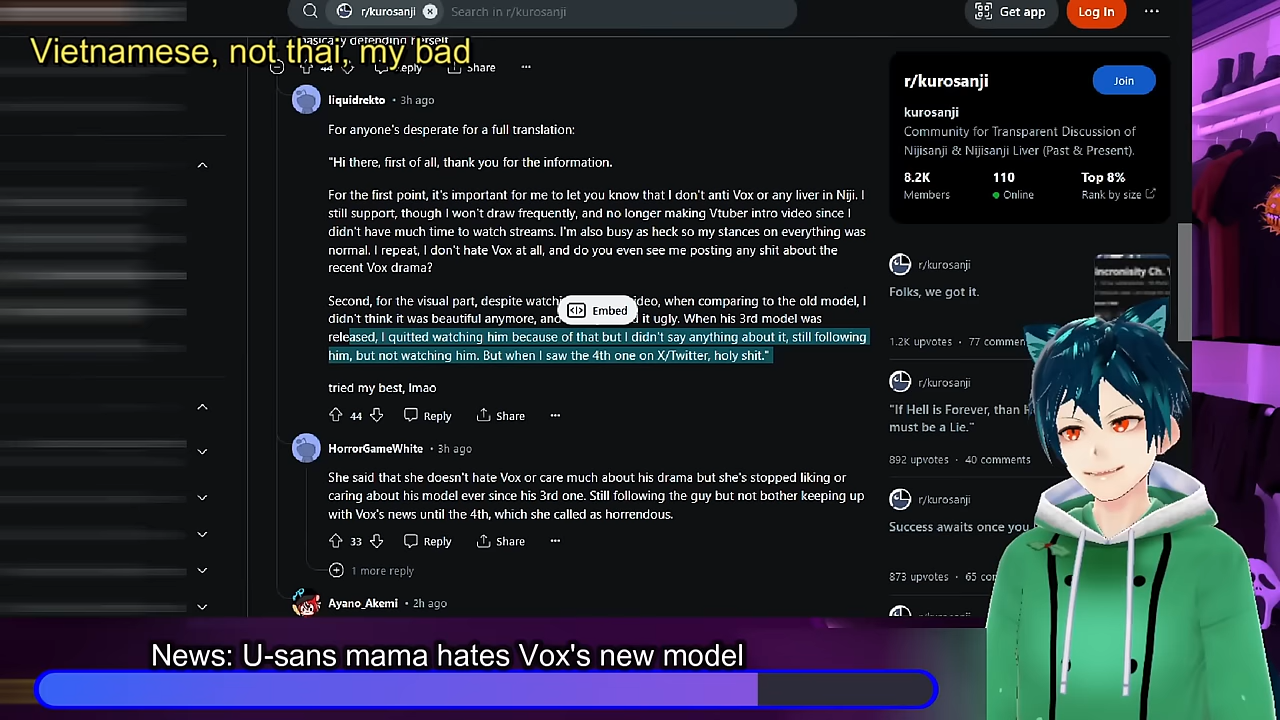 r/kurosanji
Search in r/kurosanji
Get app
Log In
basically defending herself
Vietnamese, not thai, my bad
44
Reply
Share
liquidrekto • 3h ago
For anyone's desperate for a full translation:
"Hi there, first of all, thank you for the information.
For the first point, it's important for me to let you know that I don't anti Vox or any liver in Niji. I
still support, though I won't draw frequently, and no longer making Vtuber intro video since I
didn't have much time to watch streams. I'm also busy as heck so my stances on everything was
normal. I repeat, I don't hate Vox at all, and do you even see me posting any shit about the
recent Vox drama?
Second, for the visual part, despite watchi
ideo, when comparing to the old model, I
Embed
didn't think it was beautiful anymore, and
it ugly. When his 3rd model was
released, I quitted watching him because of that but I didn't say anything about it, still following
him, but not watching him. But when I saw the 4th one on X/Twitter, holy shit."
tried my best, lmao
44
Reply
Share
HorrorGameWhite • 3h ago
She said that she doesn't hate Vox or care much about his drama but she's stopped liking or
caring about his model ever since his 3rd one. Still following the guy but not bother keeping up
with Vox's news until the 4th, which she called as horrendous.
33
Reply
Share
1 more reply
Ayano_Akemi • 2h ago
r/kurosanji
Join
kurosanji
Community for Transparent Discussion of
Nijisanji & Nijisanji Liver (Past & Present).
8.2K
110
Top 8%
Members
Online
Rank by size
r/kurosanji
Folks, we got it.
incronisity Ch.
1.2K upvotes • 77 commen
r/kurosanji
"If Hell is Forever, than H
must be a Lie."
892 upvotes • 40 comments
r/kurosanji
Success awaits once you
873 upvotes • 65 com
r/kurosanji
News: U-sans mama hates Vox's new model